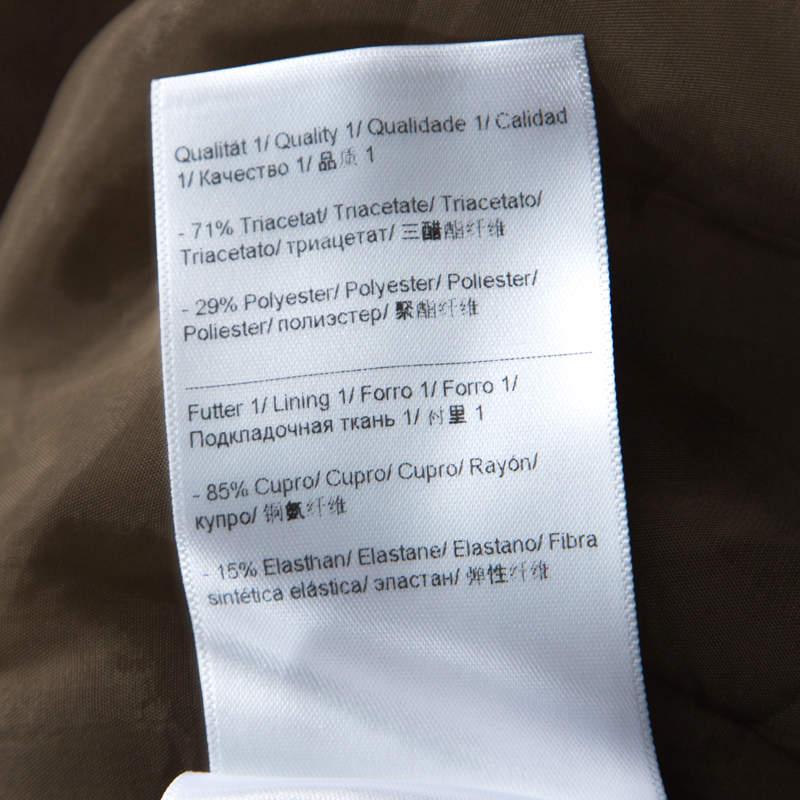 Qualität 1/ Quality 1/ Qualidade 1/ Calidad
1/ Качество 1/ 品质 1
- 71% Triacetat/ Triacetate/ Triacetato/
Triacetato/ триацетат/ 三醋酯纤维
- 29% Polyester/ Polyester/ Poliester/
Poliester/ полиэстер/ 聚酯纤维
Futter 1/ Lining 1/ Forro 1/ Forro 1/
Подкладочная ткань 1/ 衬里 1
- 85% Cupro/ Cupro/ Cupro/ Rayón/
купро/ 铜氨纤维
- 15% Elasthan/ Elastane/ Elastano/ Fibra
sintética elástica/ эластан/ 弹性纤维